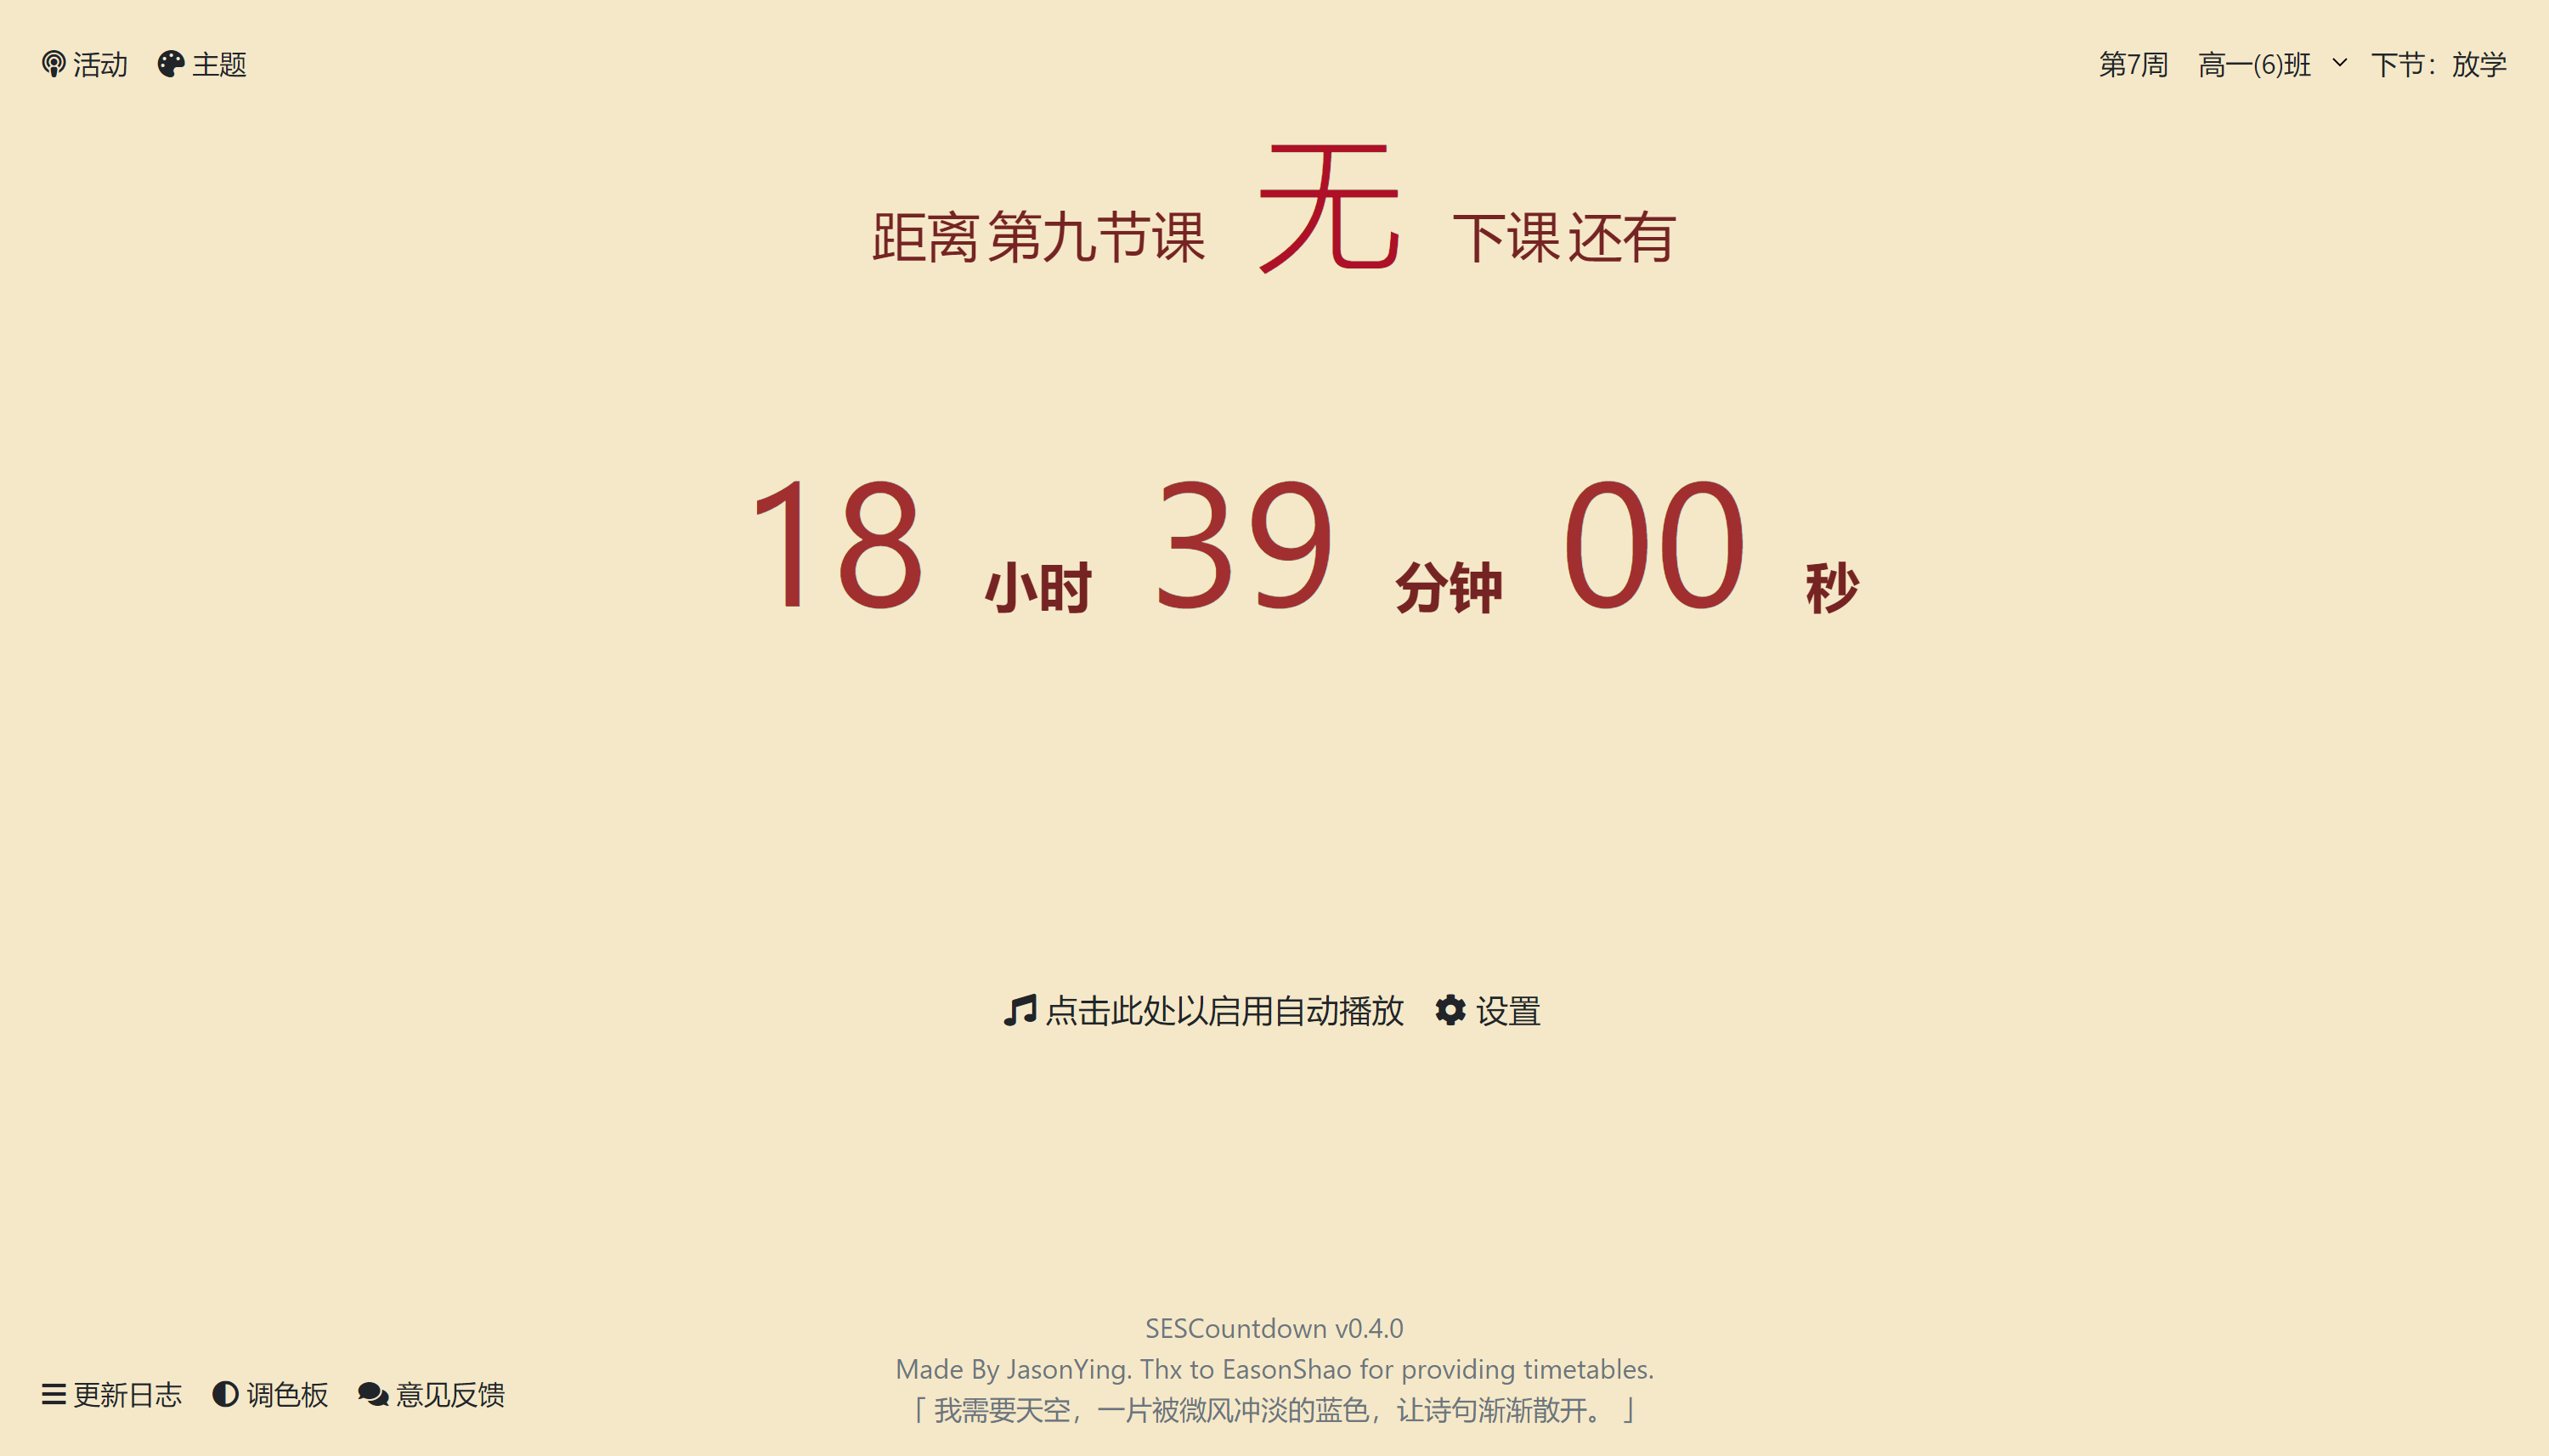 活动 主题 第7周 高一(6)班 下节：放学
距离 第九节课 无 下课 还有
18 小时 39 分钟 00 秒
点击此处以启用自动播放 设置
SESCountdown v0.4.0
Made By JasonYing. Thx to EasonShao for providing timetables.
「 我需要天空，一片被微风冲淡的蓝色，让诗句渐渐散开。 」
更新日志 调色板 意见反馈